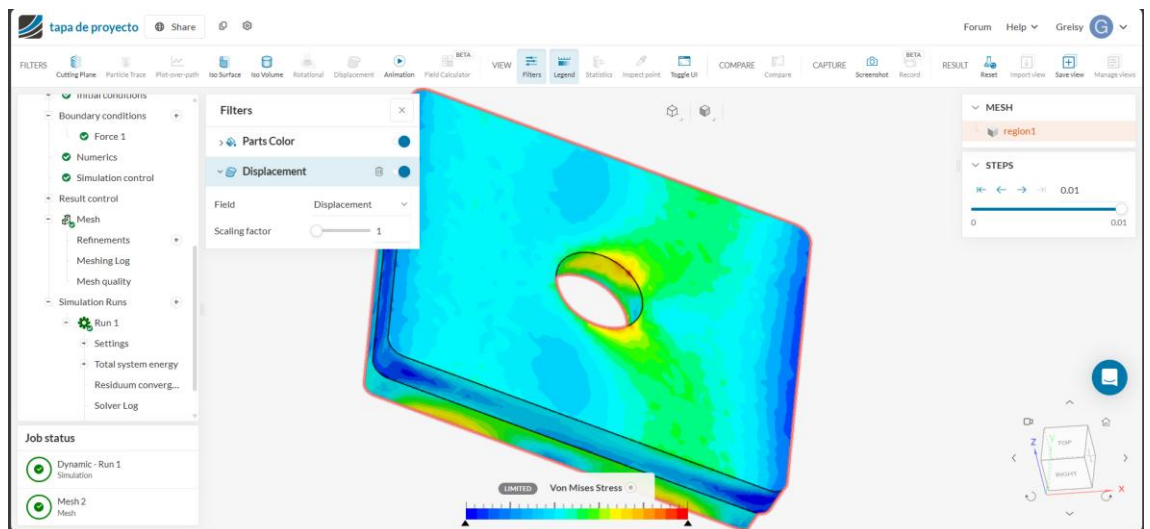 tapa de proyecto Share Forum Help Greisy G
FILTERS Cutting Plane Particle Trace Plot-over-path Iso Surface Iso Volume Rotational Displacement Animation BETA Field Calculator VIEW Filters Legend Statistics Inspect point Toggle UI COMPARE Compare CAPTURE Screenshot BETA Record RESULT Reset Import view Save view Manage views
Initial conditions
Boundary conditions
Force 1
Numerics
Simulation control
Result control
Mesh
Refinements
Meshing Log
Mesh quality
Simulation Runs
Run 1
Settings
Total system energy
Residuum converg...
Solver Log
Job status
Dynamic - Run 1
Simulation
Mesh 2
Mesh
Filters
Parts Color
Displacement
Field Displacement
Scaling factor 1
MESH
region1
STEPS
0.01
0 0.01
LIMITED Von Mises Stress
Z Y TOP
RIGHT X